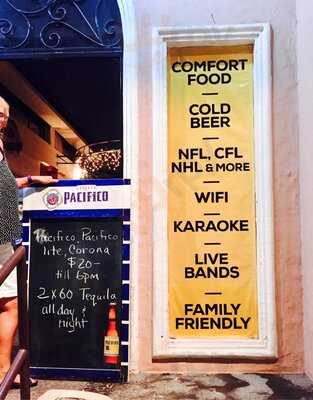 CERVEZA
PACIFICO
Pacifico, Pacifico
lite, Corona
$20-
till 6pm
2x60 Tequila
all day &
night
COMFORT
FOOD
COLD
BEER
NFL, CFL
NHL & MORE
WIFI
KARAOKE
LIVE
BANDS
FAMILY
FRIENDLY